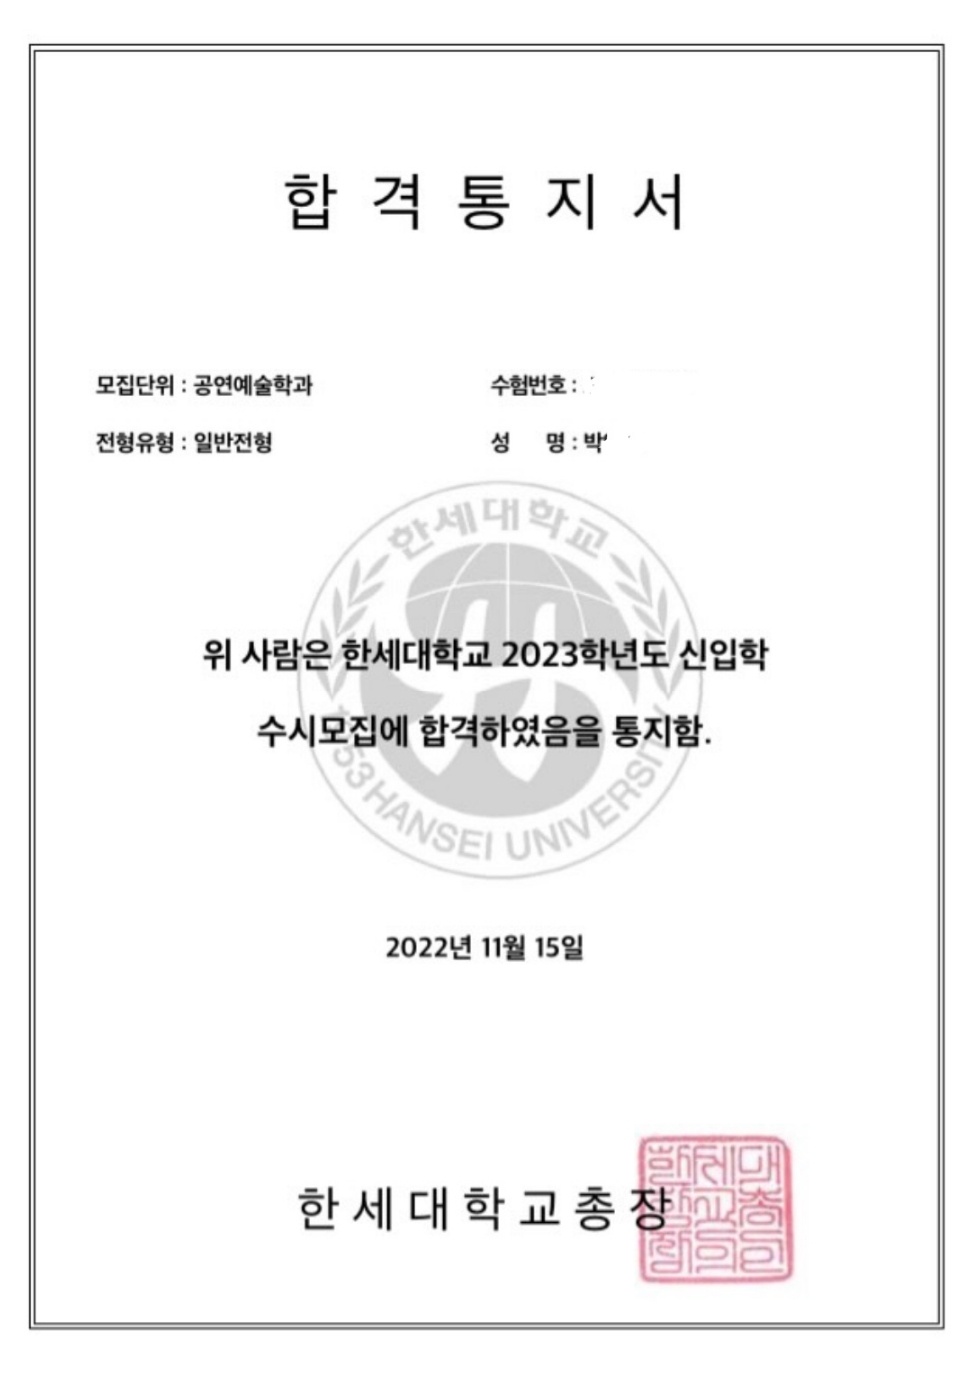 합격통지서
모집단위 : 공연예술학과
수험번호 :
전형유형 : 일반전형
성 명 : 박
한세대학교
위 사람은 한세대학교 2023학년도 신입학
수시모집에 합격하였음을 통지함.
1953 HANSEI UNIVERSITY
2022년 11월 15일
한세대학교총장
한세대
학교총
장의인